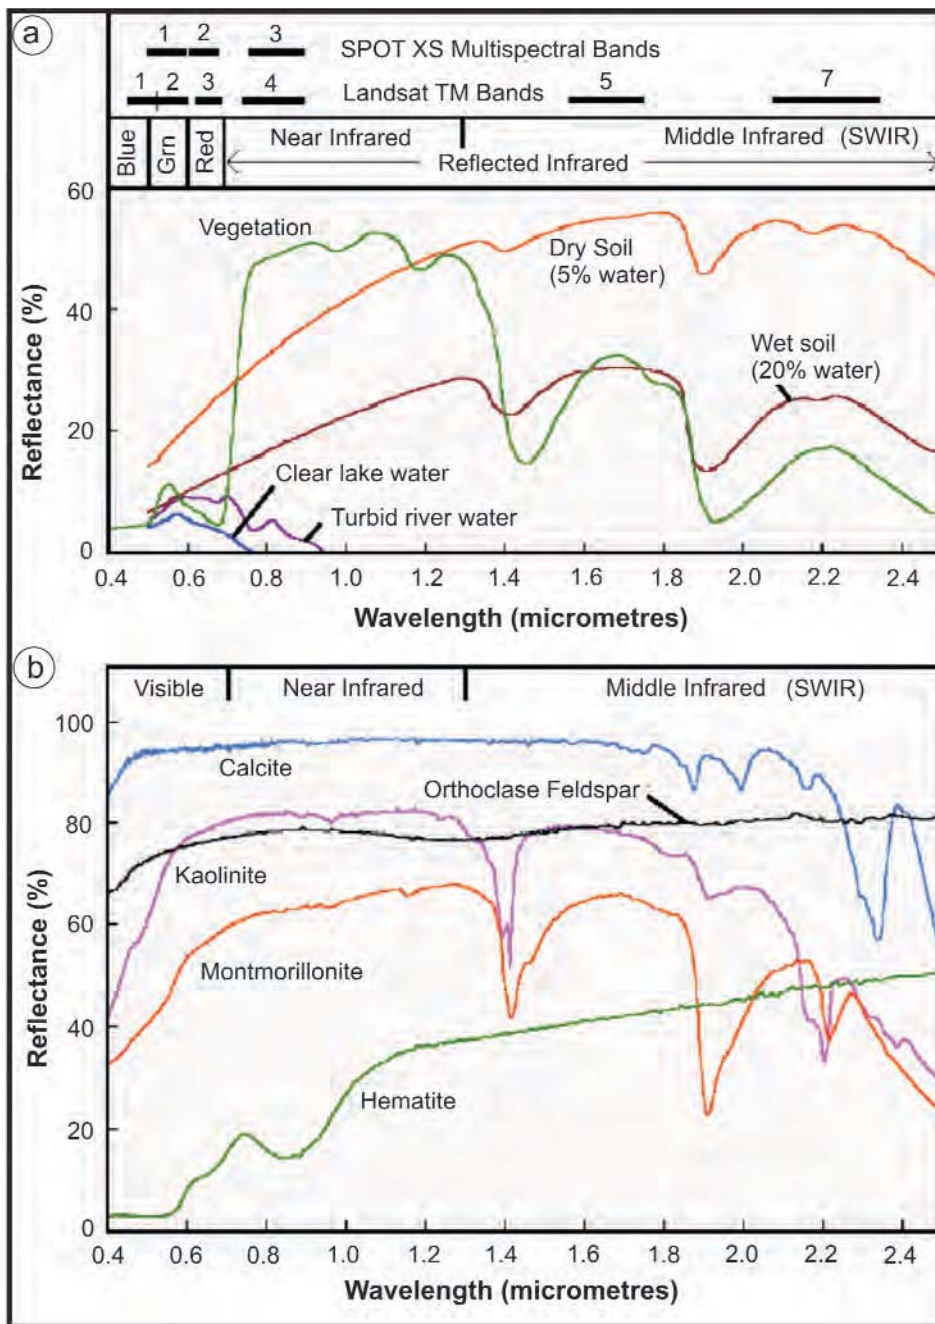 a
1 2 3
SPOT XS Multispectral Bands
1 2 3 4 5 7
Landsat TM Bands
Blue
Grn
Red
Near Infrared
Middle Infrared (SWIR)
Reflected Infrared
60
40
20
0
Reflectance (%)
Vegetation
Dry Soil
(5% water)
Wet soil
(20% water)
Clear lake water
Turbid river water
0.4 0.6 0.8 1.0 1.2 1.4 1.6 1.8 2.0 2.2 2.4
Wavelength (micrometres)
b
Visible
Near Infrared
Middle Infrared (SWIR)
100
80
60
40
20
0
Reflectance (%)
Calcite
Orthoclase Feldspar
Kaolinite
Montmorillonite
Hematite
0.4 0.6 0.8 1.0 1.2 1.4 1.6 1.8 2.0 2.2 2.4
Wavelength (micrometres)